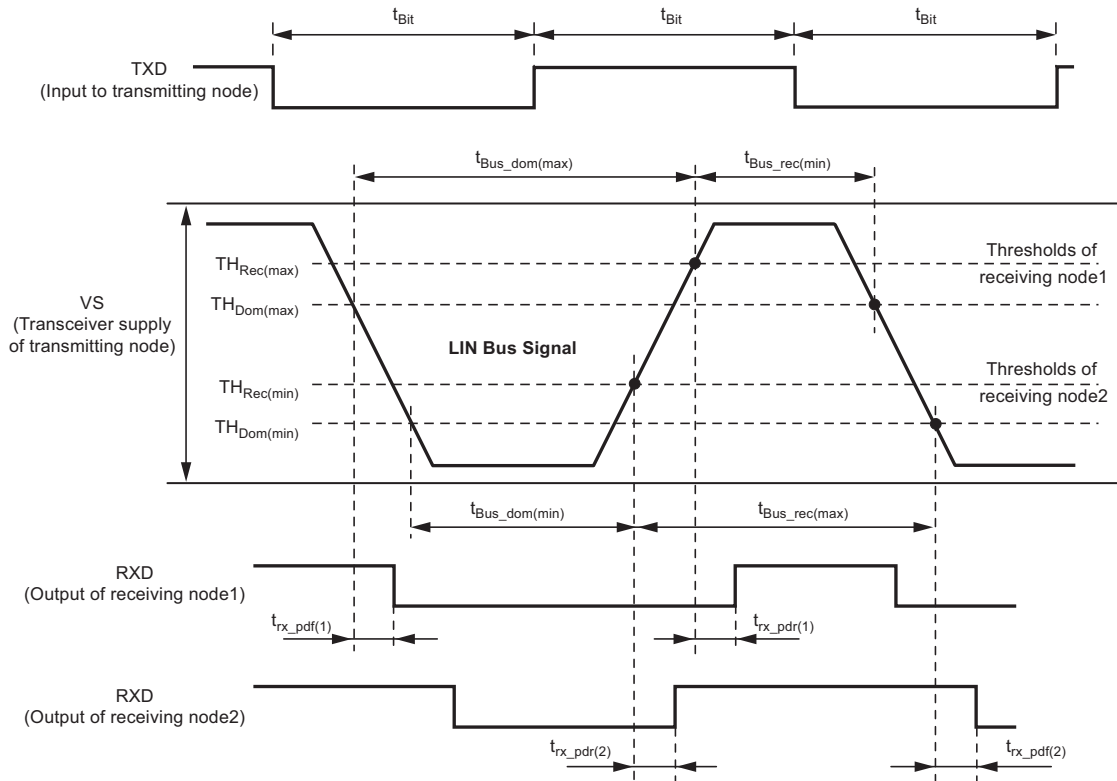 tBit tBit tBit
TXD
(Input to transmitting node)
tBus_dom(max) tBus_rec(min)
THRec(max)
Thresholds of
receiving node1
THDom(max)
VS
(Transceiver supply
of transmitting node)
LIN Bus Signal
THRec(min)
Thresholds of
receiving node2
THDom(min)
tBus_dom(min) tBus_rec(max)
RXD
(Output of receiving node1)
trx_pdf(1) trx_pdr(1)
RXD
(Output of receiving node2)
trx_pdr(2) trx_pdf(2)